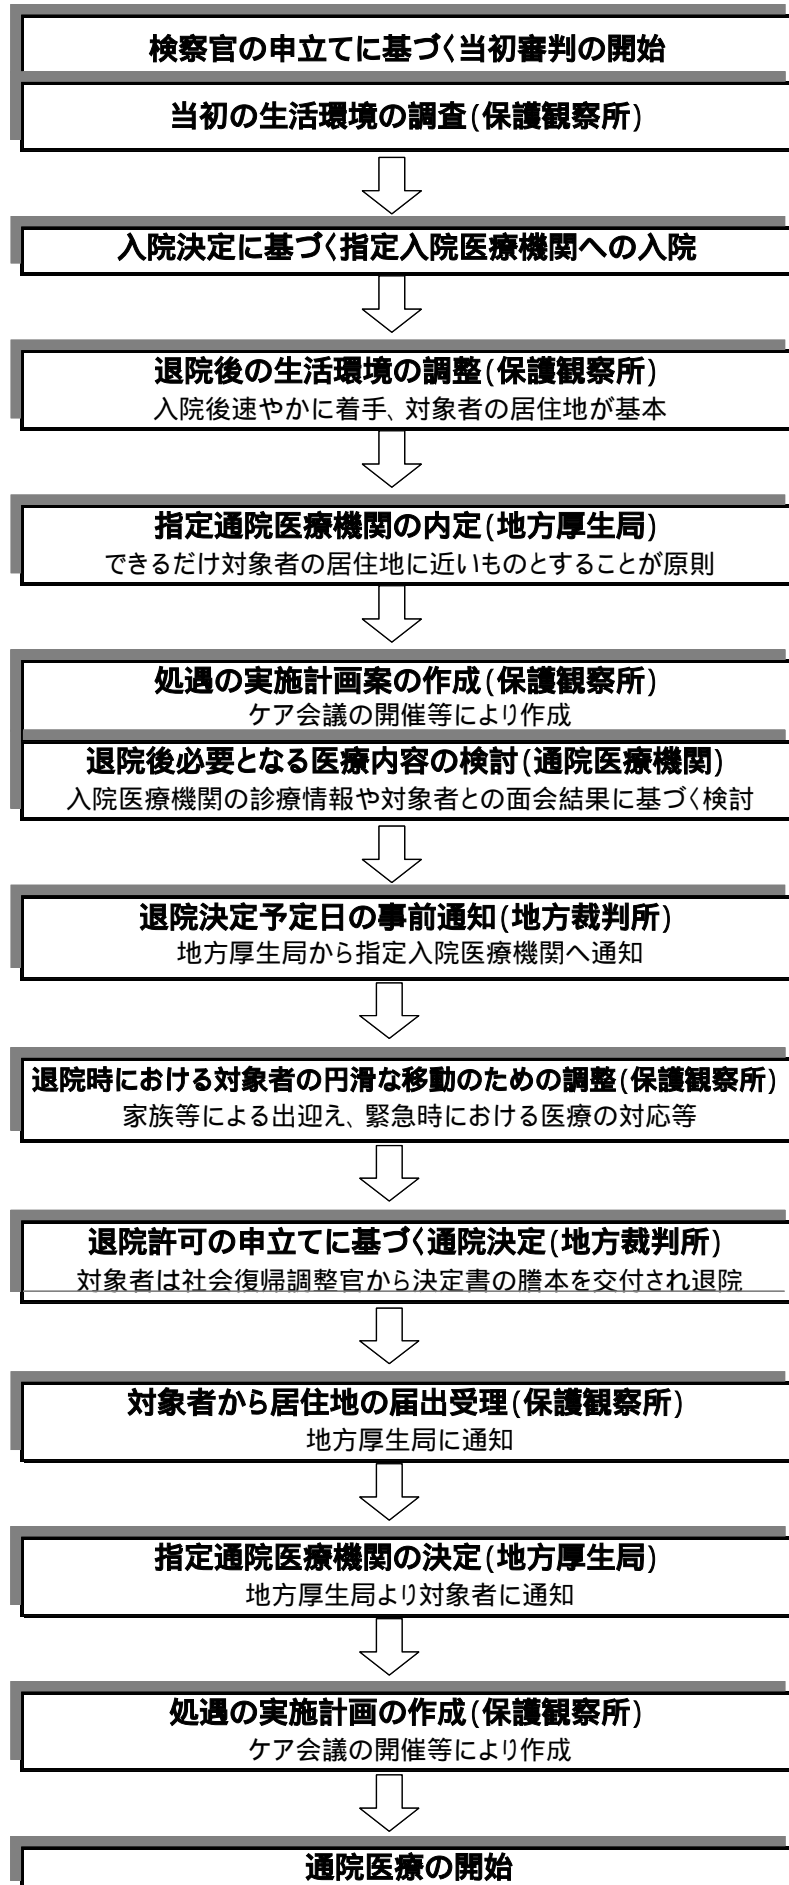 検察官の申立てに基づく当初審判の開始
当初の生活環境の調査(保護観察所)
入院決定に基づく指定入院医療機関への入院
退院後の生活環境の調整(保護観察所)
入院後速やかに着手、対象者の居住地が基本
指定通院医療機関の内定(地方厚生局)
できるだけ対象者の居住地に近いものとすることが原則
処遇の実施計画案の作成(保護観察所)
ケア会議の開催等により作成
退院後必要となる医療内容の検討(通院医療機関)
入院医療機関の診療情報や対象者との面会結果に基づく検討
退院決定予定日の事前通知(地方裁判所)
地方厚生局から指定入院医療機関へ通知
退院時における対象者の円滑な移動のための調整(保護観察所)
家族等による出迎え、緊急時における医療の対応等
退院許可の申立てに基づく通院決定(地方裁判所)
対象者は社会復帰調整官から決定書の謄本を交付され退院
対象者から居住地の届出受理(保護観察所)
地方厚生局に通知
指定通院医療機関の決定(地方厚生局)
地方厚生局より対象者に通知
処遇の実施計画の作成(保護観察所)
ケア会議の開催等により作成
通院医療の開始